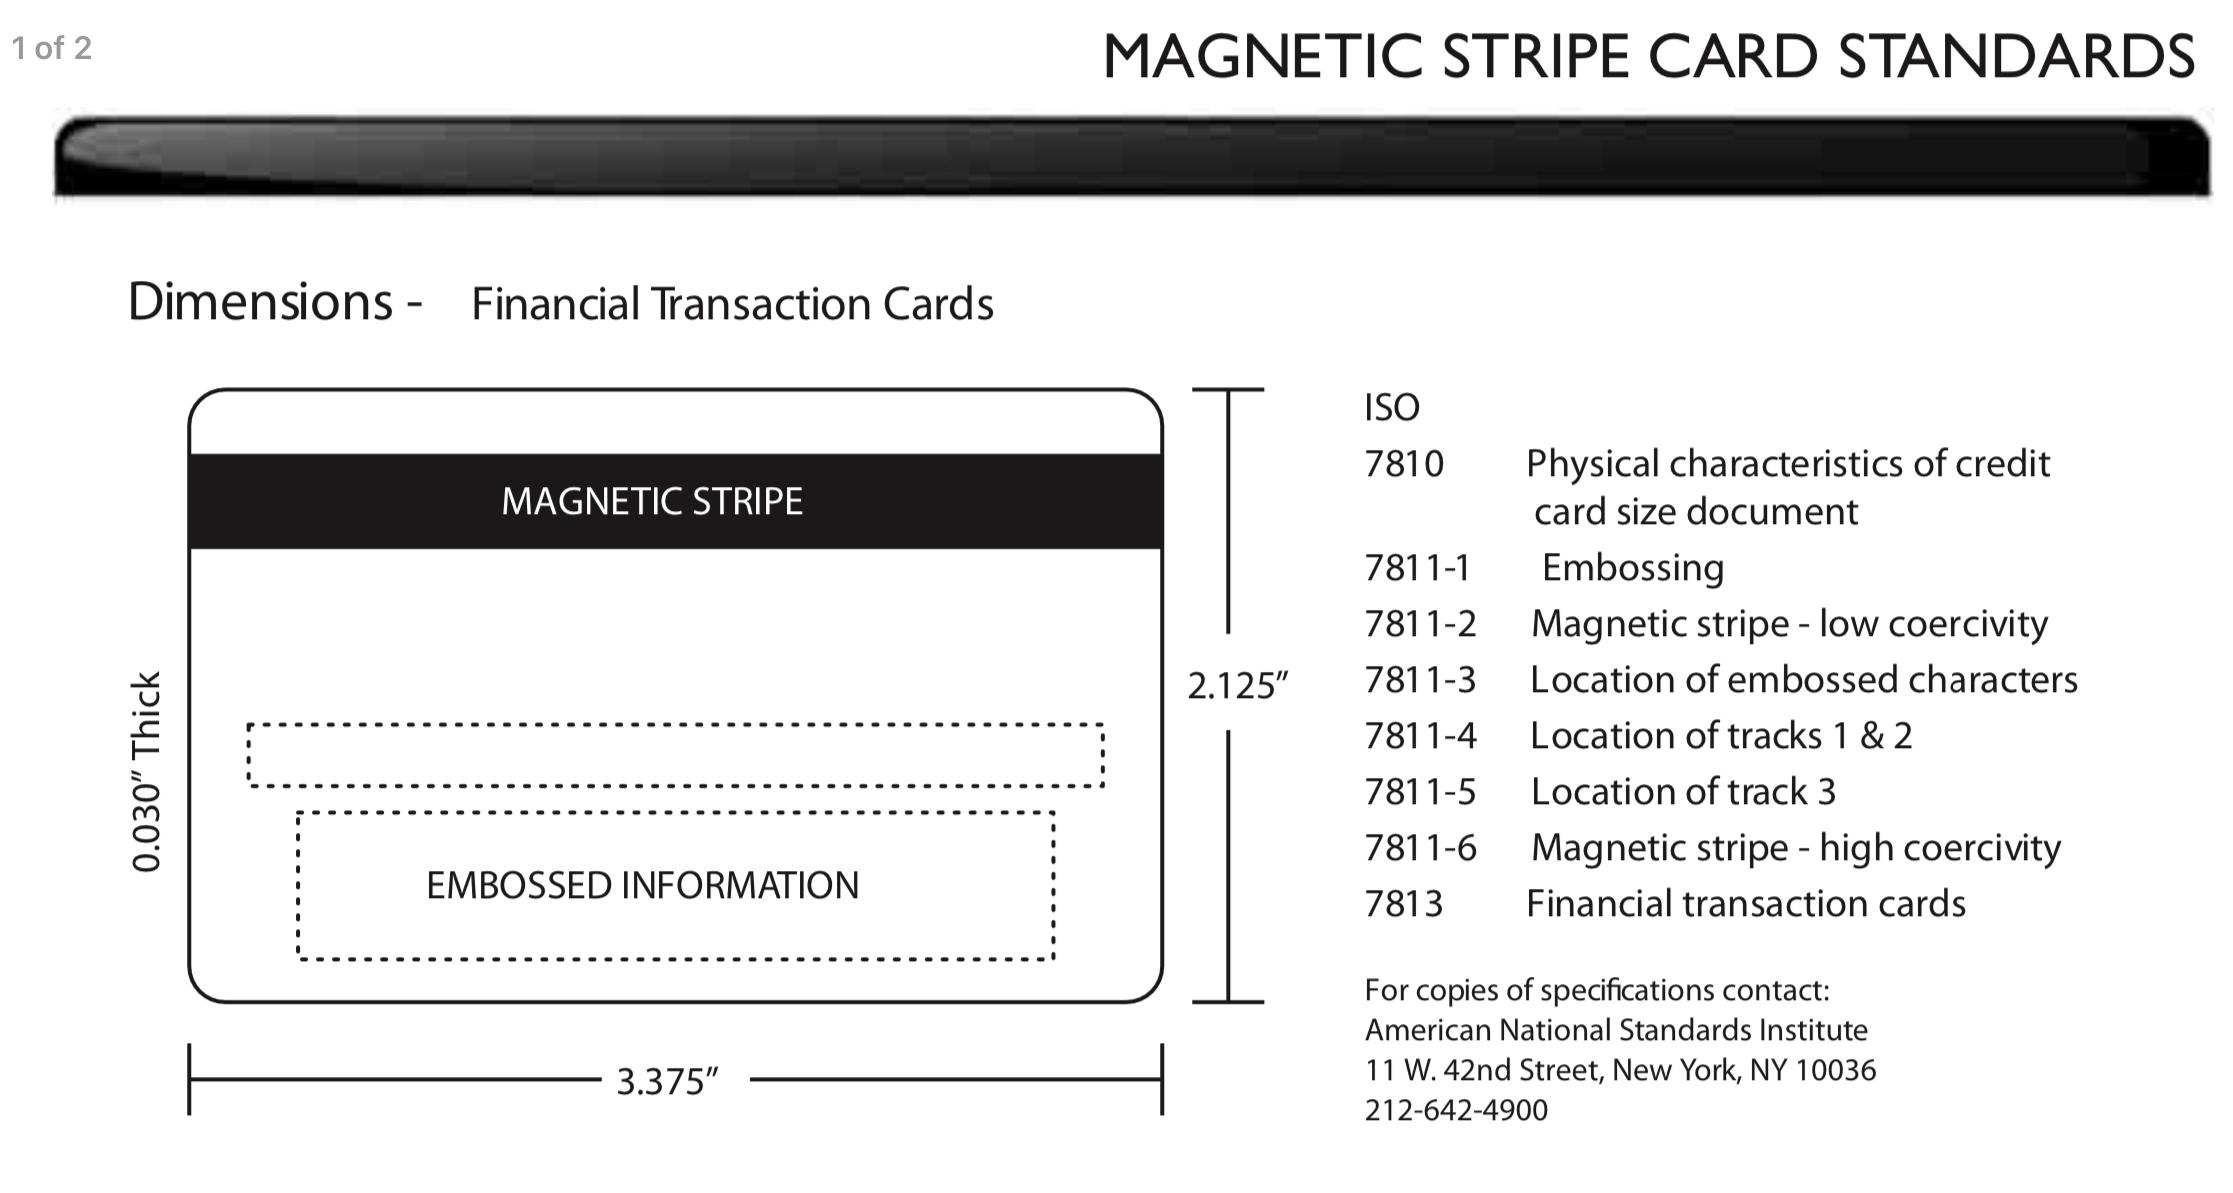 1 of 2
MAGNETIC STRIPE CARD STANDARDS
Dimensions - Financial Transaction Cards
MAGNETIC STRIPE
0.030” Thick
EMBOSSED INFORMATION
2.125”
3.375”
ISO
7810 Physical characteristics of credit
card size document
7811-1 Embossing
7811-2 Magnetic stripe - low coercivity
7811-3 Location of embossed characters
7811-4 Location of tracks 1 & 2
7811-5 Location of track 3
7811-6 Magnetic stripe - high coercivity
7813 Financial transaction cards
For copies of specifications contact:
American National Standards Institute
11 W. 42nd Street, New York, NY 10036
212-642-4900